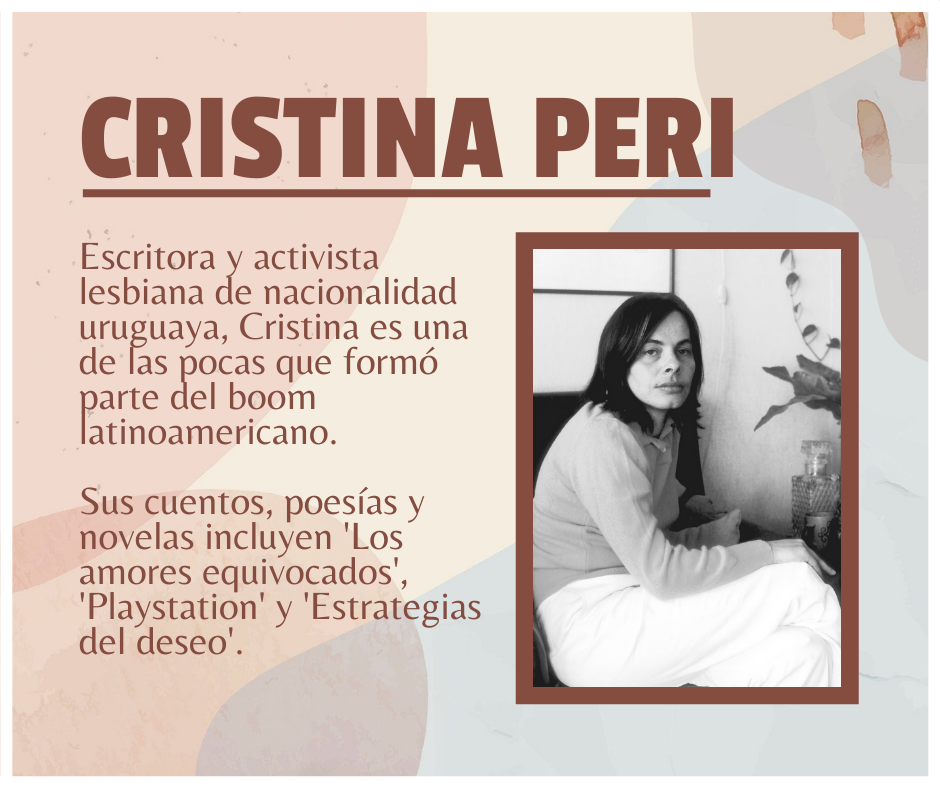 CRISTINA PERI
Escritora y activista
lesbiana de nacionalidad
uruguaya, Cristina es una
de las pocas que formó
parte del boom
latinoamericano.
Sus cuentos, poesías y
novelas incluyen 'Los
amores equivocados',
'Playstation' y 'Estrategias
del deseo'.